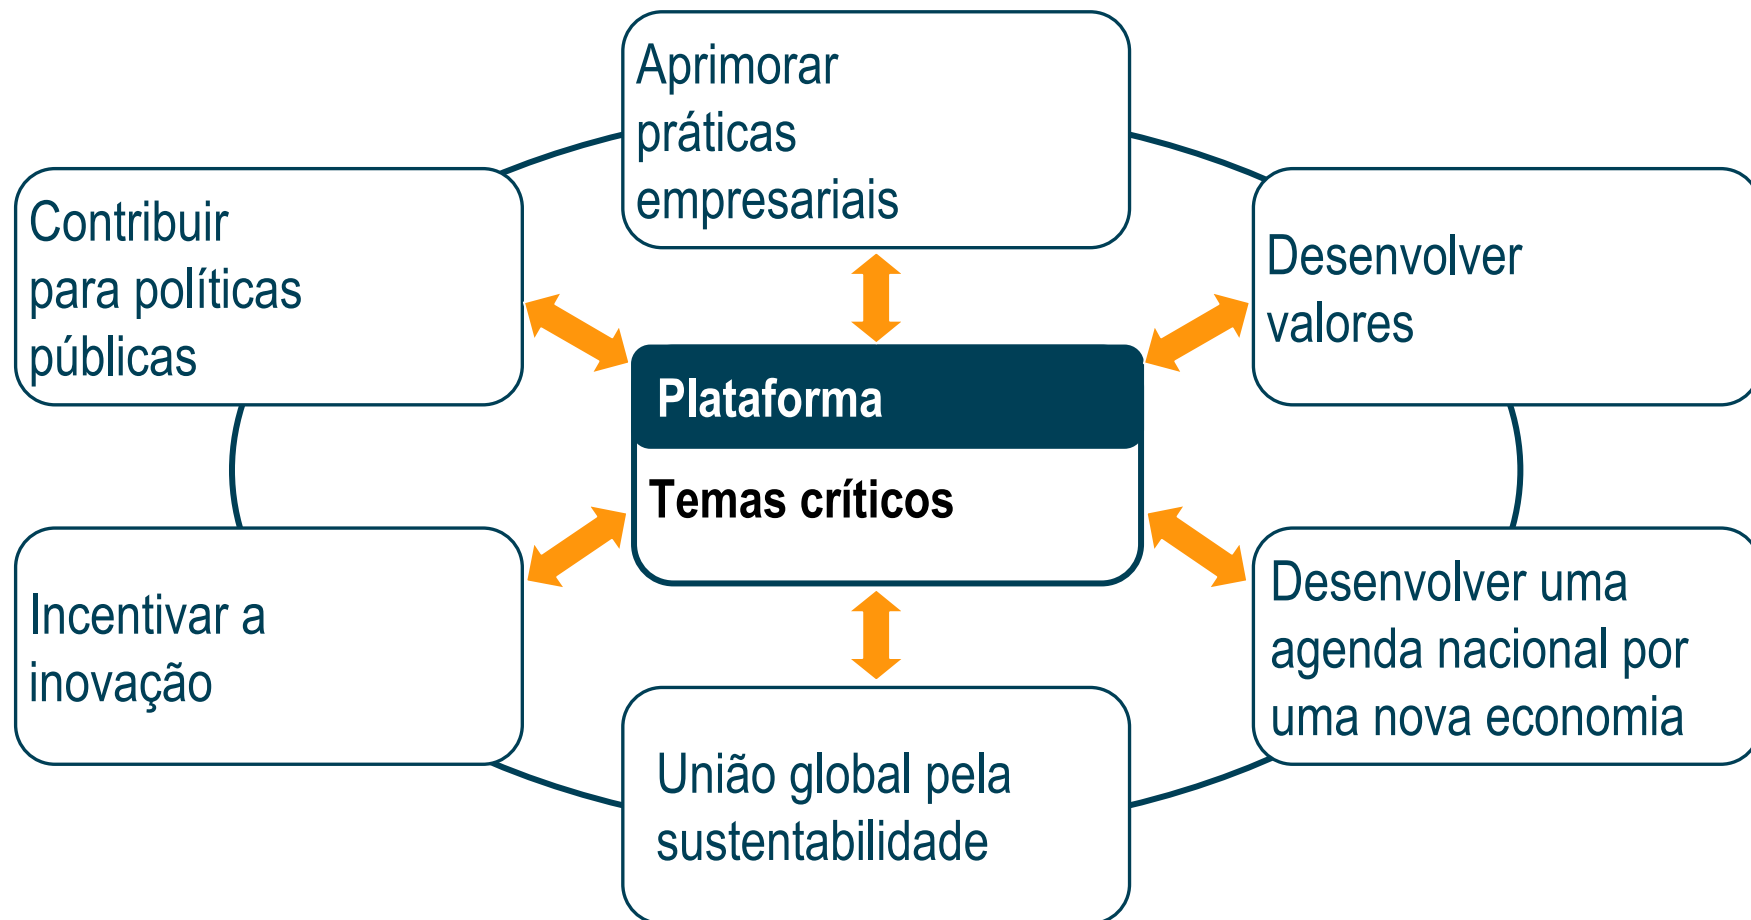 Aprimorar
práticas
empresariais
Contribuir
para políticas
públicas
Desenvolver
valores
Plataforma
Temas críticos
Incentivar a
inovação
Desenvolver uma
agenda nacional por
uma nova economia
União global pela
sustentabilidade